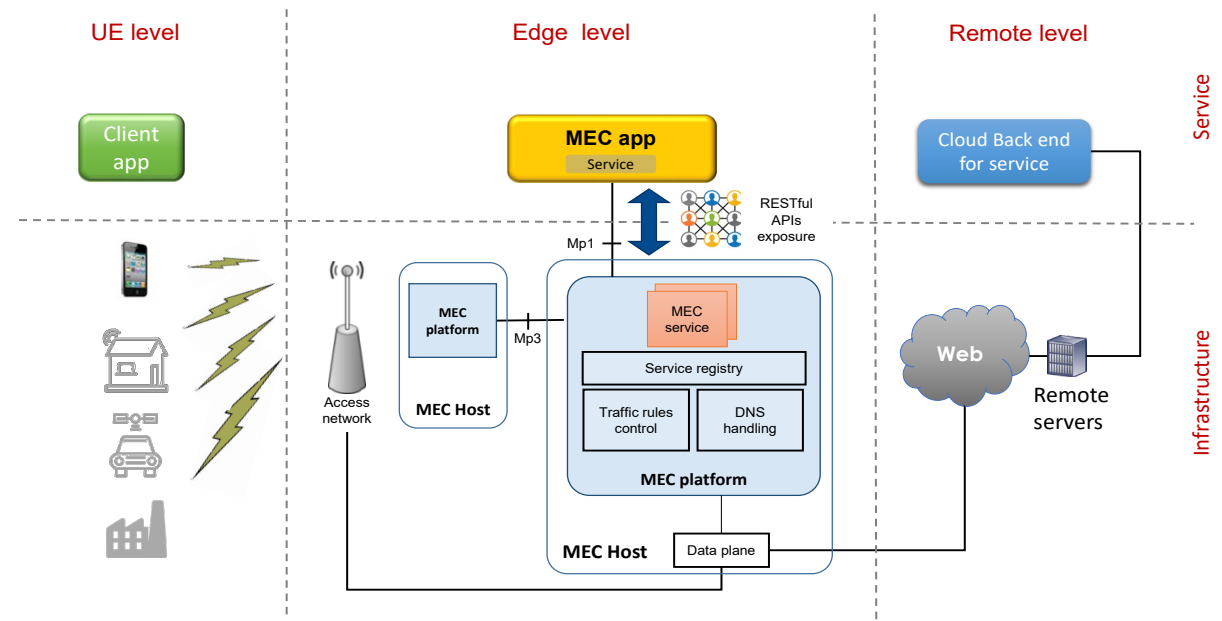 UE level
Edge level
Remote level
Service
Client
app
MEC app
Service
Cloud Back end
for service
RESTful
APIs
exposure
Mp1
MEC
platform
Mp3
MEC Host
Access
network
MEC
service
Service registry
Traffic rules
control
DNS
handling
MEC platform
MEC Host
Data plane
Web
Remote
servers
Infrastructure